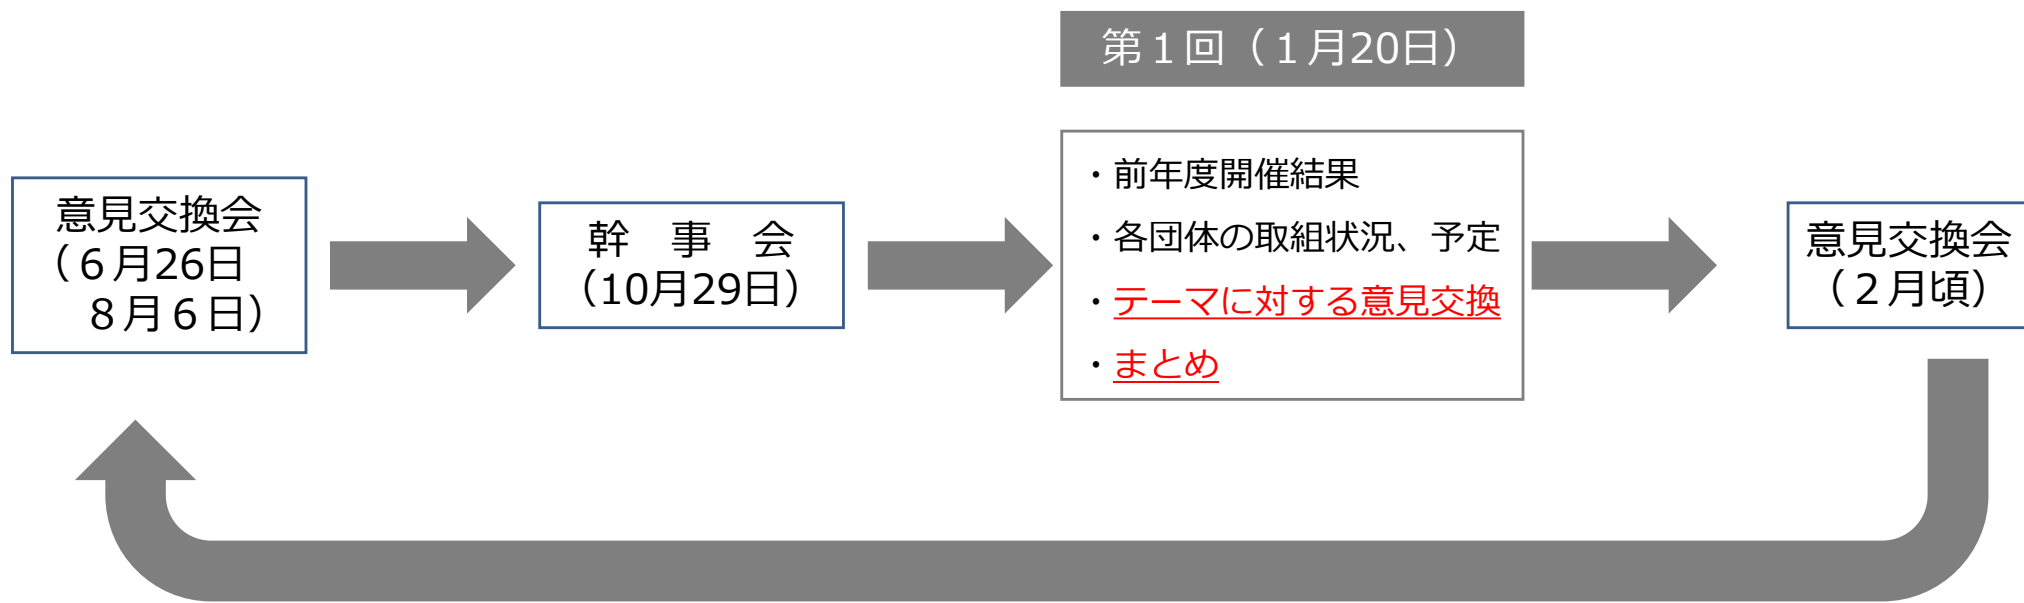 第１回（１月20日）
意見交換会
（６月26日
８月６日）
幹　事　会
（10月29日）
・前年度開催結果
・各団体の取組状況、予定
・テーマに対する意見交換
・まとめ
意見交換会
（２月頃）